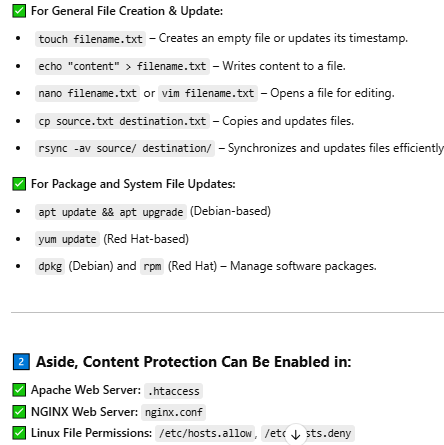 ✅ For General File Creation & Update:
• touch filename.txt – Creates an empty file or updates its timestamp.
• echo "content" > filename.txt – Writes content to a file.
• nano filename.txt or vim filename.txt – Opens a file for editing.
• cp source.txt destination.txt – Copies and updates files.
• rsync -av source/ destination/ – Synchronizes and updates files efficiently
✅ For Package and System File Updates:
• apt update && apt upgrade (Debian-based)
• yum update (Red Hat-based)
• dpkg (Debian) and rpm (Red Hat) – Manage software packages.
2 Aside, Content Protection Can Be Enabled in:
✅ Apache Web Server: .htaccess
✅ NGINX Web Server: nginx.conf
✅ Linux File Permissions: /etc/hosts.allow, /etc sts.deny